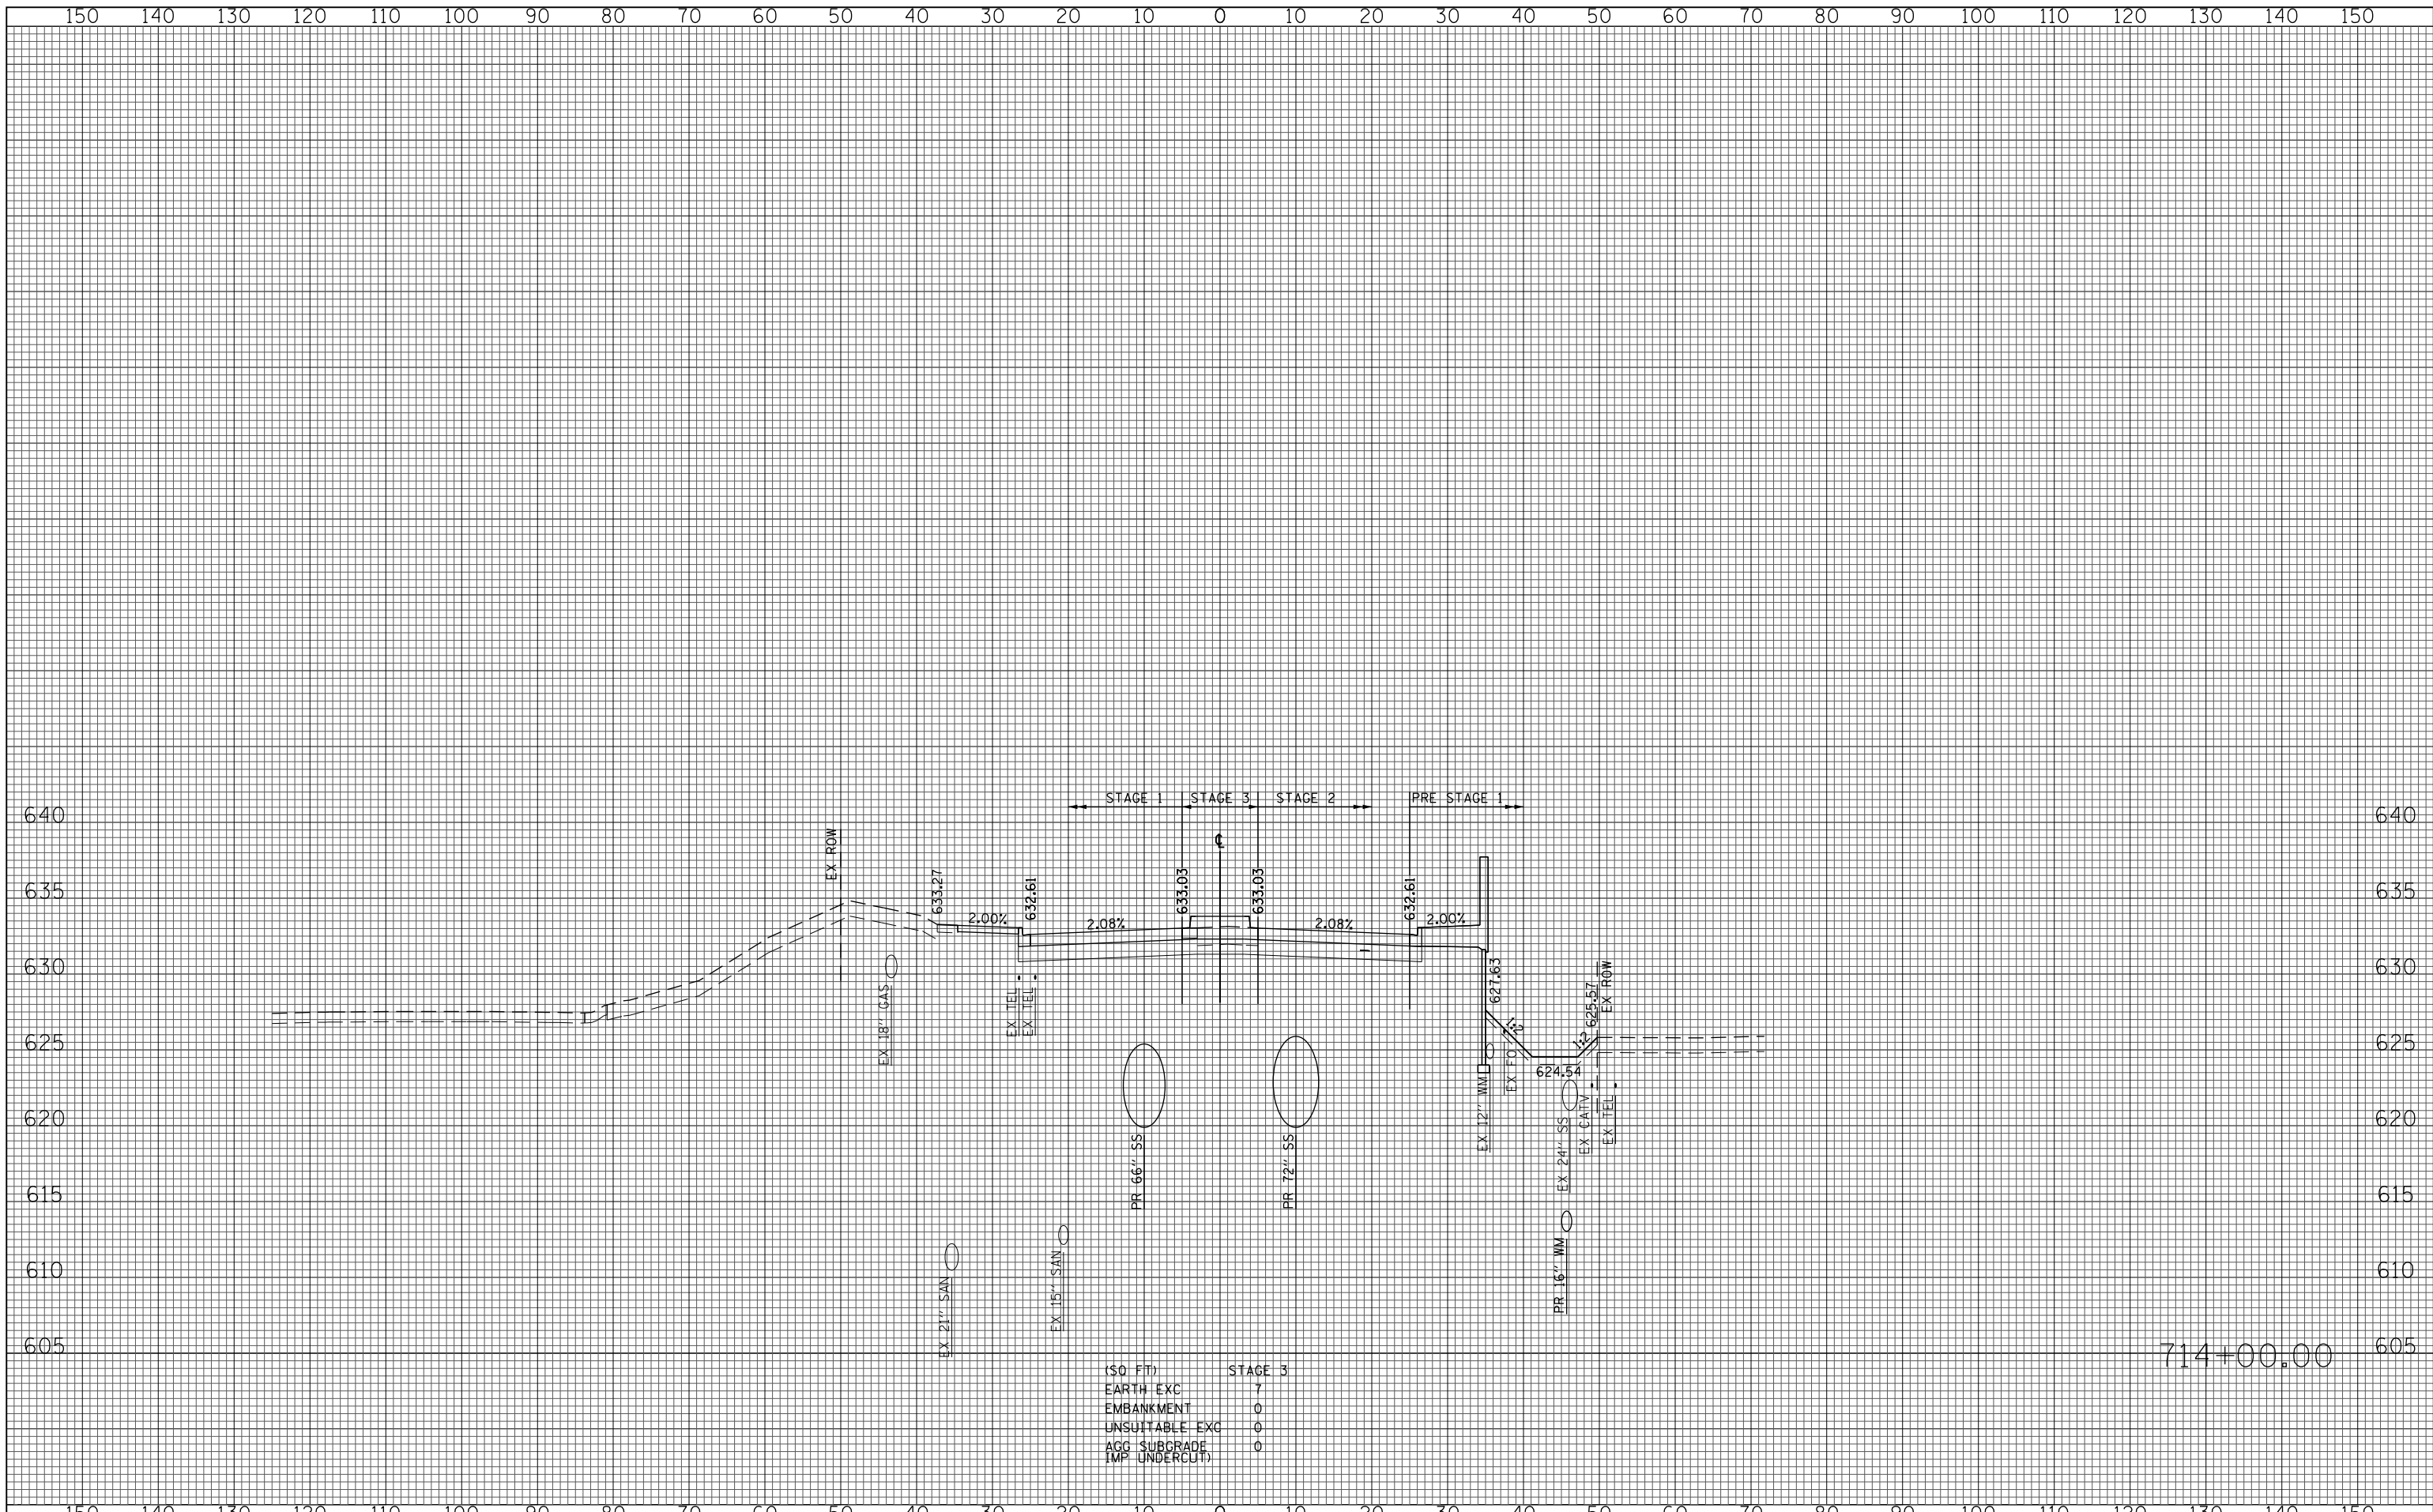 150 140 130 120 110 100 90 80 70 60 50 40 30 20 10 0 10 20 30 40 50 60 70 80 90 100 110 120 130 140 150
STAGE 1 STAGE 3 STAGE 2 PRE STAGE 1
640 640
EX ROW
℄
635 633.27 632.61 633.03 633.03 632.61 635
2.00% 2.08% 2.08% 2.00%
630 630
627.63
625.57
EX ROW
EX 18" GAS
EX TEL
EX TEL
1:2
1:2
625 625
EX FO
624.54
EX 12" WM
EX 24" SS
EX CATV
EX TEL
620 620
PR 66" SS
PR 72" SS
615 615
EX 21" SAN
EX 15" SAN
PR 16" WM
610 610
605 605
714+00.00
(SQ FT) STAGE 3
EARTH EXC 7
EMBANKMENT 0
UNSUITABLE EXC 0
AGG SUBGRADE 0
IMP UNDERCUT)
150 140 130 120 110 100 90 80 70 60 50 40 30 20 10 0 10 20 30 40 50 60 70 80 90 100 110 120 130 140 150